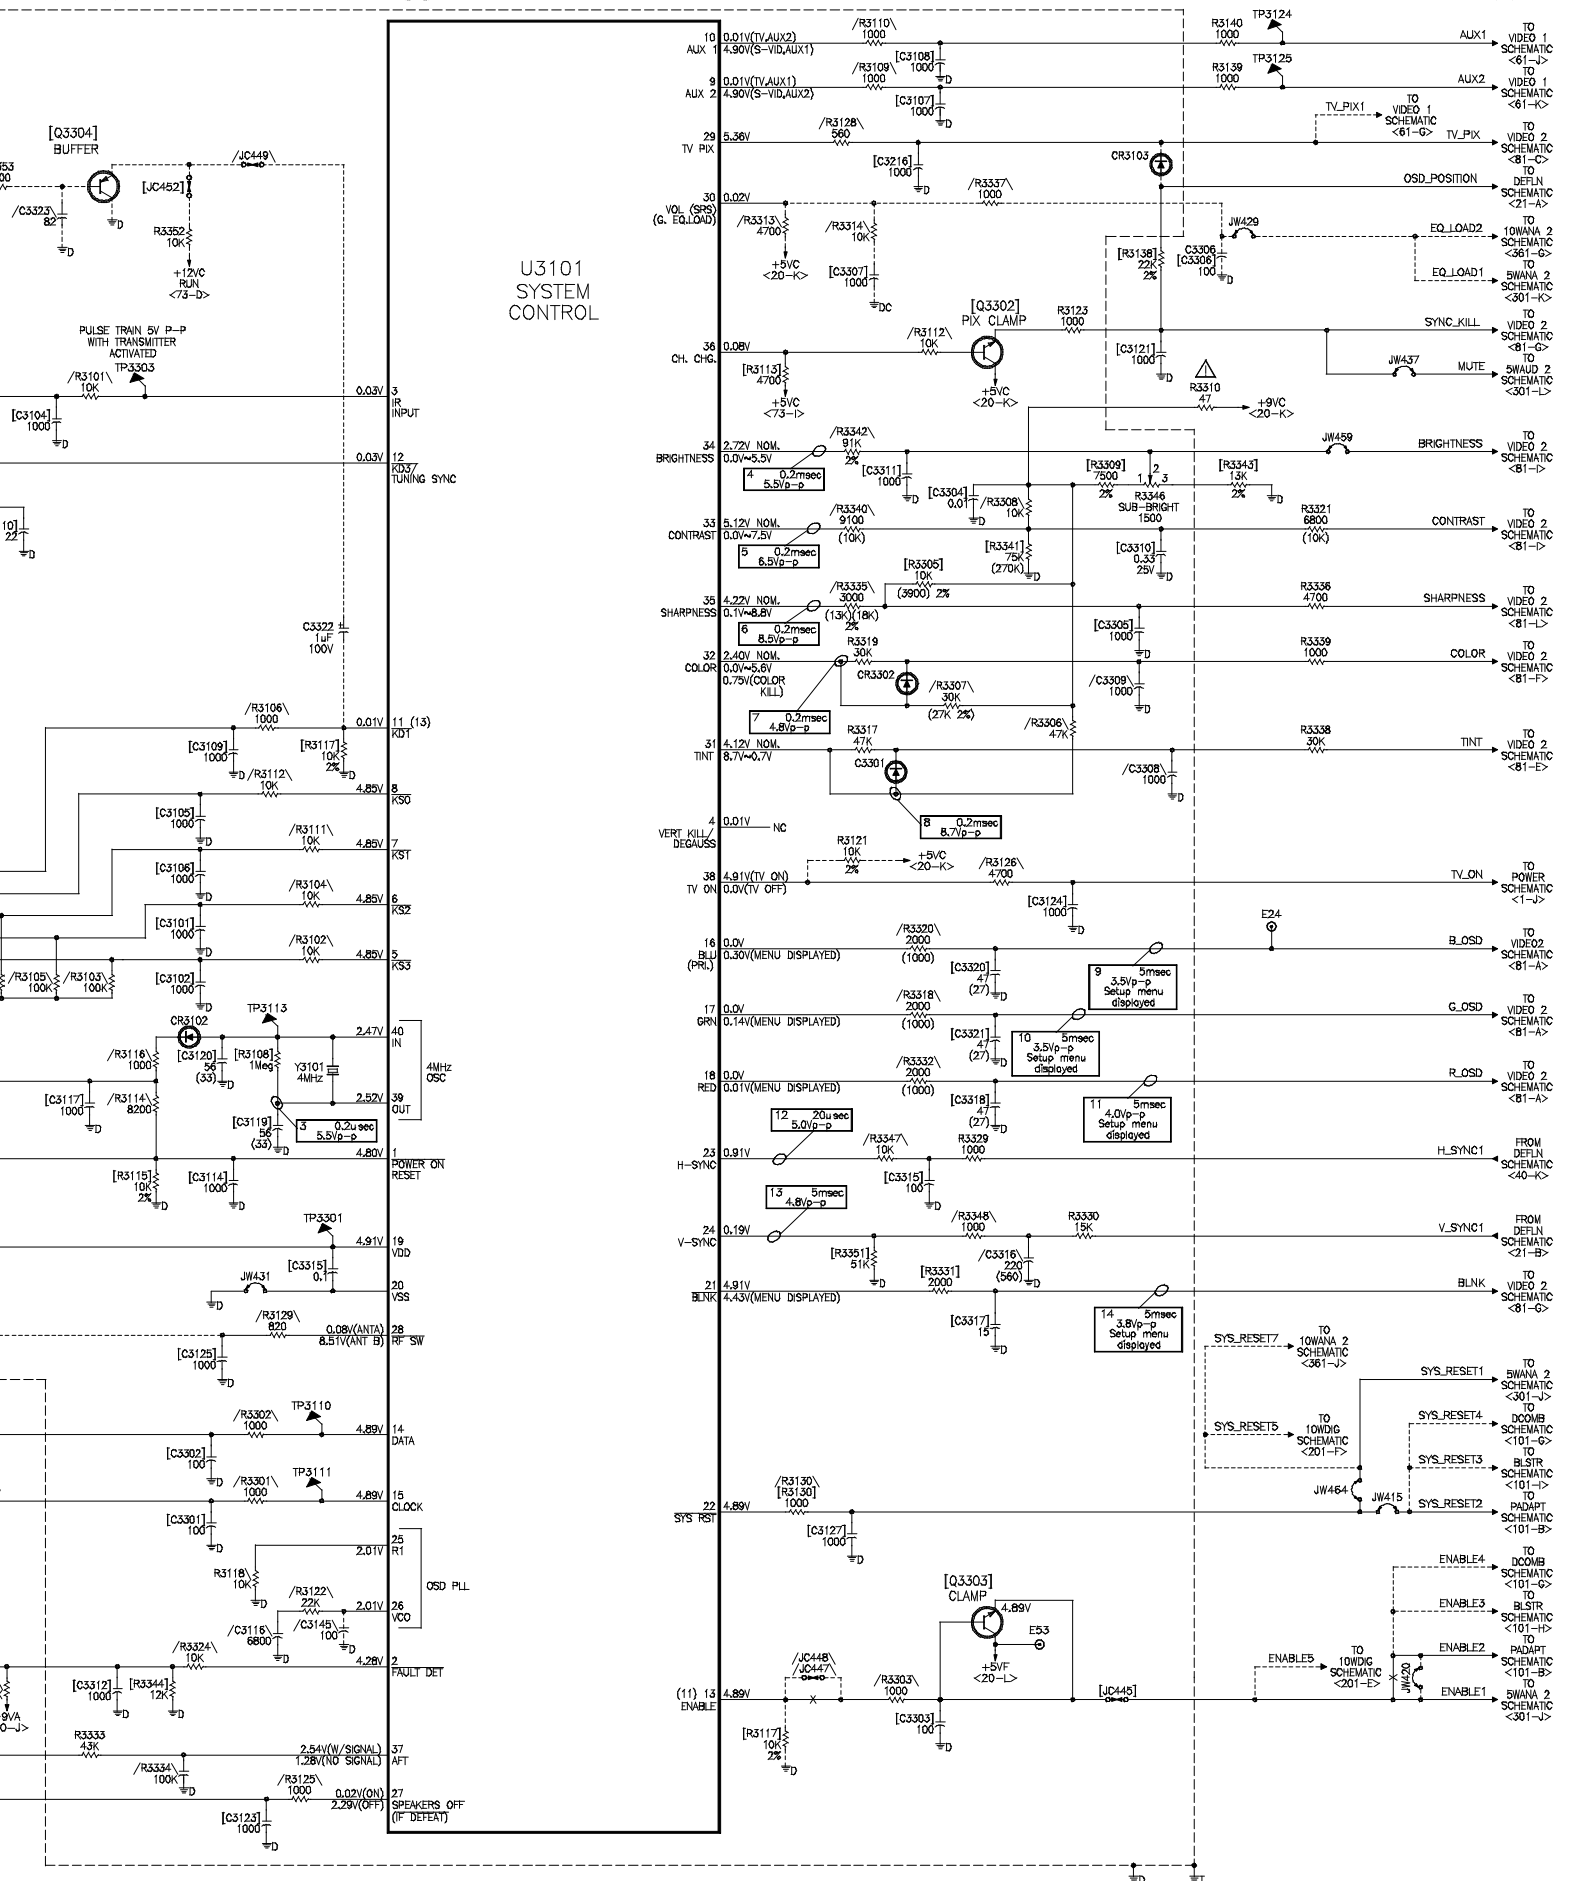 U3101
SYSTEM
CONTROL
[Q3304]
BUFFER
/JC449\
[JC452]
/C3323\
82
D
D
R3352
10K
+12VC
RUN
<73-D>
PULSE TRAIN 5V P-P
WITH TRANSMITTER
ACTIVATED
TP3303
/R3101\
10K
[C3104]
1000
D
0.03V
3
IR
INPUT
0.03V
12
KD3/
TUNING SYNC
10]
22
D
C3322
1uF
100V
/R3106\
1000
0.01V
11 (13)
KD1
[C3109]
1000
D
[R3117]
10K
2%
D
/R3112\
10K
4.85V
8
KS0
[C3105]
1000
D
/R3111\
10K
4.85V
7
KS1
[C3106]
1000
D
/R3104\
10K
4.85V
6
KS2
[C3101]
1000
D
/R3102\
10K
4.85V
5
KS3
/R3105\
100K
/R3103\
100K
[C3102]
1000
D
CR3102
TP3113
2.47V
40
IN
/R3116\
1000
[C3120]
56
(33)
D
[R3108]
1Meg
Y3101
4MHz
4MHz
OSC
[C3117]
1000
D
/R3114\
8200
2.52V
39
OUT
[C3119]
56
(33)
D
3 0.2usec
5.5Vp-p
4.80V
1
POWER ON
RESET
[R3115]
10K
2%
D
[C3114]
1000
D
TP3301
4.91V
19
VDD
[C3315]
0.1
JW431
D
20
VSS
/R3129\
820
0.08V(ANTA)
8.51V(ANT B)
28
RF SW
[C3125]
1000
D
/R3302\
1000
TP3110
4.89V
14
DATA
[C3302]
100
D
/R3301\
1000
TP3111
4.89V
15
CLOCK
[C3301]
100
D
2.01V
25
R1
R3118
10K
D
OSD PLL
/R3122\
22K
2.01V
26
VCO
/C3116\
6800
D
/C3145\
100
D
/R3324\
10K
4.28V
2
FAULT DET
[C3312]
1000
D
[R3344]
12K
D
R3333
43K
2.54V(W/SIGNAL)
1.28V(NO SIGNAL)
37
AFT
/R3334\
100K
D
/R3125\
1000
0.02V(ON)
2.29V(OFF)
27
SPEAKERS OFF
(IF DEFEAT)
[C3123]
1000
D
10
AUX 1
0.01V(TV,AUX2)
4.90V(S-VID,AUX1)
/R3110\
1000
[C3108]
1000
D
R3140
1000
TP3124
AUX1
TO
VIDEO 1
SCHEMATIC
<61-J>
9
AUX 2
0.01V(TV,AUX1)
4.90V(S-VID,AUX2)
/R3109\
1000
[C3107]
1000
D
R3139
1000
TP3125
AUX2
TO
VIDEO 1
SCHEMATIC
<61-K>
TV_PIX1
TO
VIDEO 1
SCHEMATIC
<61-G>
29
TV PIX
5.36V
/R3128\
560
[C3216]
1000
D
CR3103
TV_PIX
TO
VIDEO 2
SCHEMATIC
<81-C>
OSD_POSITION
TO
DEFLN
SCHEMATIC
<21-A>
30
VOL (SRS)
(G. EQ.LOAD)
0.02V
/R3337\
1000
R3313
4700
+5VC
<20-K>
/R3314\
10K
[C3307]
1000
DC
JW429
C3306
[C3306]
100
D
EQ_LOAD2
TO
10WANA 2
SCHEMATIC
<361-G>
EQ_LOAD1
TO
5WANA 2
SCHEMATIC
<301-K>
[R3138]
22K
2%
[Q3302]
PIX CLAMP
R3123
1000
SYNC_KILL
TO
VIDEO 2
SCHEMATIC
<81-G>
36
CH. CHG.
0.08V
/R3112\
10K
[R3113]
4700
+5VC
<73-I>
+5VC
<20-K>
[C3121]
1000
D
JW437
MUTE
TO
5WAUD 2
SCHEMATIC
<301-L>
R3310
47
+9VC
<20-K>
34
BRIGHTNESS
2.72V NOM.
0.0V~5.5V
4 0.2msec
5.5Vp-p
/R3342\
91K
2%
[C3311]
1000
D
JW459
BRIGHTNESS
TO
VIDEO 2
SCHEMATIC
<81-I>
[C3304]
0.01
D
/R3308\
10K
[R3309]
7500
2%
1 2 3
R3346
SUB-BRIGHT
1500
[R3343]
13K
2%
D
33
CONTRAST
5.12V NOM.
0.0V~7.5V
5 0.2msec
6.5Vp-p
/R3340\
9100
(10K)
[R3341]
75K
(270K)
D
[C3310]
0.33
25V
D
R3321
6800
(10K)
CONTRAST
TO
VIDEO 2
SCHEMATIC
<81-I>
[R3305]
10K
(3900) 2%
35
SHARPNESS
4.22V NOM.
0.1V~8.8V
6 0.2msec
8.5Vp-p
/R3335\
3000
(13K)(18K)
2%
[C3305]
1000
D
R3336
4700
SHARPNESS
TO
VIDEO 2
SCHEMATIC
<81-L>
32
COLOR
2.40V NOM.
0.0V~5.6V
0.75V(COLOR
KILL)
7 0.2msec
4.8Vp-p
R3319
30K
CR3302
/R3307\
30K
(27K 2%)
/C3309\
1000
D
R3339
1000
COLOR
TO
VIDEO 2
SCHEMATIC
<81-F>
/R3306\
47K
31
TINT
4.12V NOM.
8.7V~0.7V
R3317
47K
C3301
8 0.2msec
8.7Vp-p
/C3308\
1000
D
R3338
30K
TINT
TO
VIDEO 2
SCHEMATIC
<81-E>
4
VERT KILL/
DEGAUSS
0.01V
NC
R3121
10K
2%
+5VC
<20-K>
38
TV ON
4.91V(TV ON)
0.0V(TV OFF)
/R3126\
4700
[C3124]
1000
D
TV_ON
TO
POWER
SCHEMATIC
<1-J>
16
BLU
(PRI.)
0.0V
0.30V(MENU DISPLAYED)
/R3320\
2000
(1000)
[C3320]
47
(27)
D
9 5msec
3.5Vp-p
Setup menu
displayed
E24
B_OSD
TO
VIDEO2
SCHEMATIC
<81-A>
17
GRN
0.0V
0.14V(MENU DISPLAYED)
/R3318\
2000
(1000)
[C3321]
47
(27)
D
10 5msec
3.5Vp-p
Setup menu
displayed
G_OSD
TO
VIDEO 2
SCHEMATIC
<81-A>
18
RED
0.0V
0.01V(MENU DISPLAYED)
/R3332\
2000
(1000)
[C3318]
47
(27)
D
11 5msec
4.0Vp-p
Setup menu
displayed
R_OSD
TO
VIDEO 2
SCHEMATIC
<81-A>
12 20usec
5.0Vp-p
23
H-SYNC
0.91V
/R3347\
10K
[C3315]
100
D
R3329
1000
H_SYNC1
FROM
DEFLN
SCHEMATIC
<40-K>
13 5msec
4.8Vp-p
24
V-SYNC
0.19V
[R3351]
51K
D
/R3348\
1000
/C3316\
220
(560)
D
R3330
15K
V_SYNC1
FROM
DEFLN
SCHEMATIC
<21-B>
21
BLNK
4.91V
4.43V(MENU DISPLAYED)
[R3331]
2000
[C3317]
15
D
14 5msec
3.8Vp-p
Setup menu
displayed
BLNK
TO
VIDEO 2
SCHEMATIC
<81-G>
SYS_RESET7
TO
10WANA 2
SCHEMATIC
<361-J>
SYS_RESET1
TO
5WANA 2
SCHEMATIC
<301-J>
SYS_RESET5
TO
10WDIG
SCHEMATIC
<201-F>
SYS_RESET4
TO
DCOMB
SCHEMATIC
<101-G>
SYS_RESET3
TO
BLSTR
SCHEMATIC
<101-I>
22
SYS RST
4.89V
/R3130\
[R3130]
1000
[C3127]
1000
D
JW464
JW415
SYS_RESET2
TO
PADAPT
SCHEMATIC
<101-B>
[Q3303]
CLAMP
4.89V
E53
+5VF
<20-L>
ENABLE4
TO
DCOMB
SCHEMATIC
<101-G>
ENABLE3
TO
BLSTR
SCHEMATIC
<101-H>
ENABLE5
TO
10WDIG
SCHEMATIC
<201-E>
ENABLE2
TO
PADAPT
SCHEMATIC
<101-B>
JW420
(11) 13
ENABLE
4.89V
/JC448\
/JC447\
X
/R3303\
1000
[R3117]
10K
2%
D
[C3303]
100
D
[JC445]
X
ENABLE1
TO
5WANA 2
SCHEMATIC
<301-J>
D